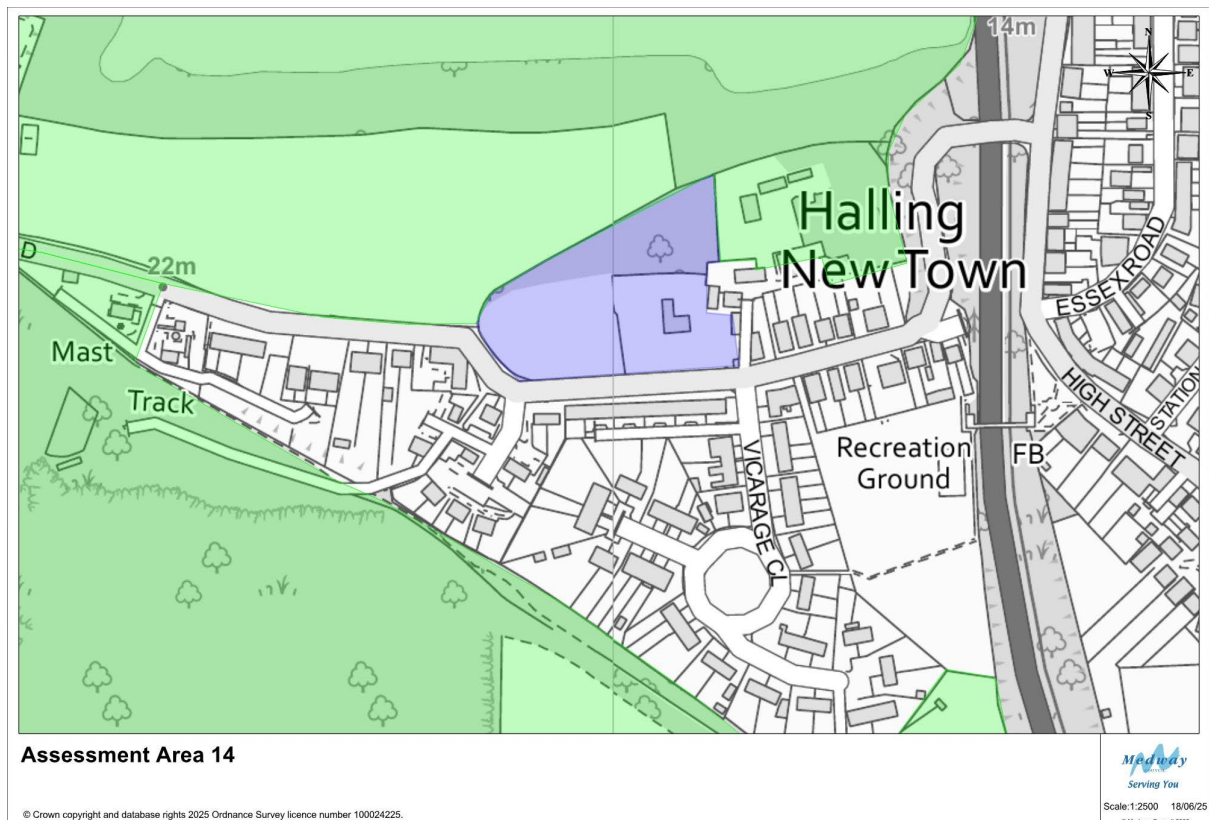 14m
N
W
E
S
Halling
New Town
D
22m
ESSEX ROAD
Mast
Track
HIGH STREET
STATION
Recreation
Ground
FB
VICARAGE CL
Assessment Area 14
Medway
Serving You
Scale:1:2500 18/06/25
© Crown copyright and database rights 2025 Ordnance Survey licence number 100024225.